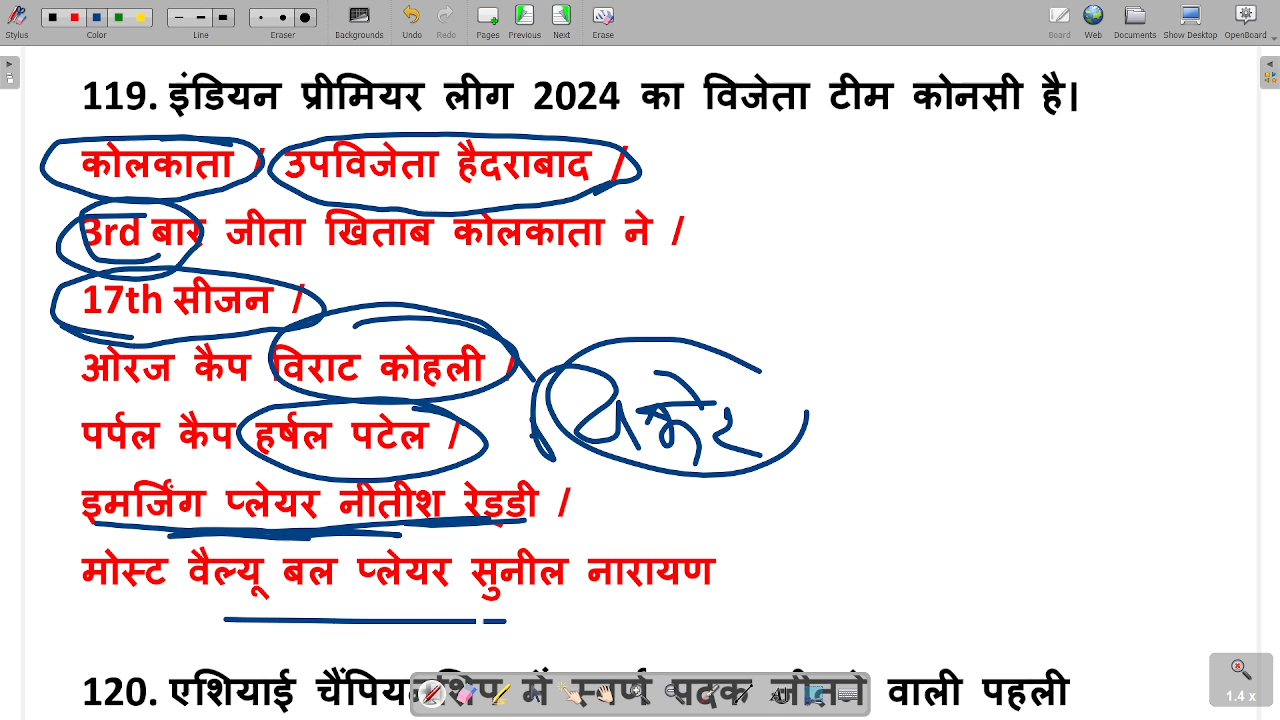 Stylus Color Line Eraser Backgrounds Undo Redo Pages Previous Next Erase Board Web Documents Show Desktop OpenBoard
119. इंडियन प्रीमियर लीग 2024 का विजेता टीम कोनसी है।
कोलकाता / उपविजेता हैदराबाद /
3rd बार जीता खिताब कोलकाता ने /
17th सीजन /
ओरज कैप विराट कोहली /
पर्पल कैप हर्षल पटेल /
इमर्जिंग प्लेयर नीतीश रेड्डी /
मोस्ट वैल्यू बल प्लेयर सुनील नारायण
120. एशियाई चैंपियनशिप में स्वर्ण पदक जीतने वाली पहली
1.4 x